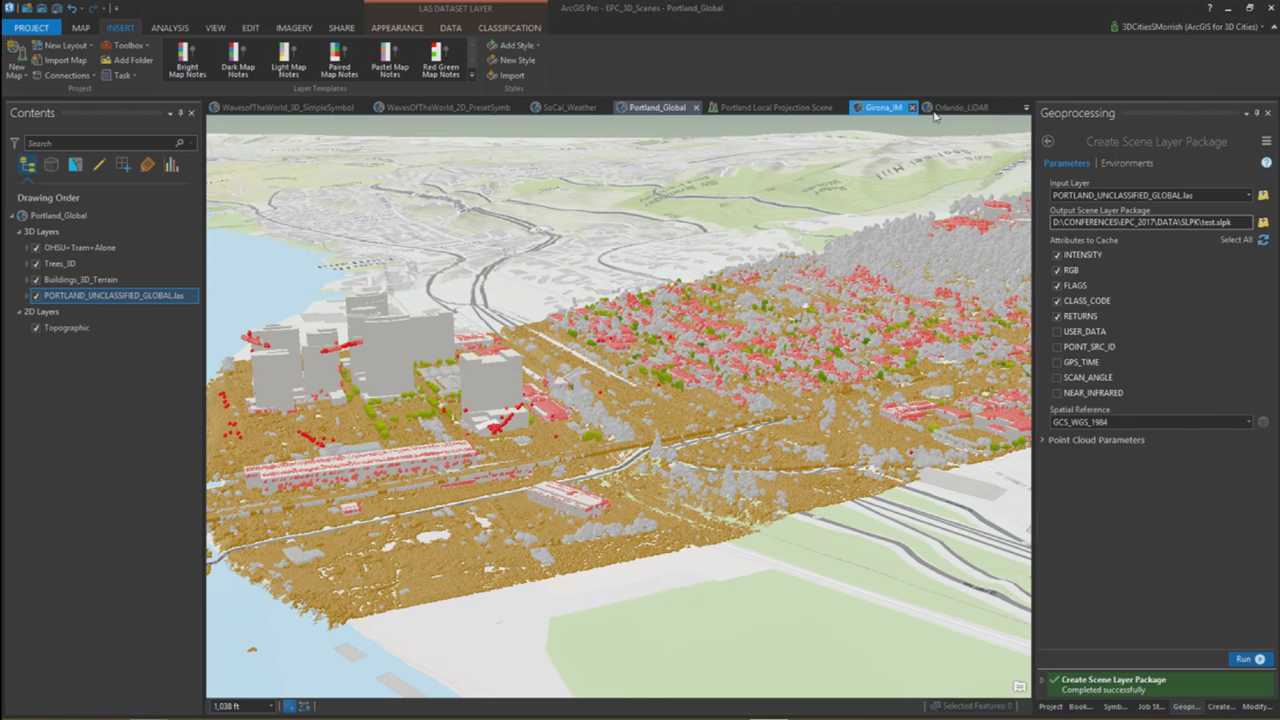 LAS DATASET LAYER
ArcGIS Pro - EPC_3D_Scenes - Portland_Global
?
PROJECT MAP INSERT ANALYSIS VIEW EDIT IMAGERY SHARE APPEARANCE DATA CLASSIFICATION
3DCitiesSMorrish (ArcGIS for 3D Cities)
New Map
New Layout
Import Map
Connections
Toolbox
Add Folder
Task
Project
Bright Map Notes
Dark Map Notes
Light Map Notes
Paired Map Notes
Pastel Map Notes
Red Green Map Notes
Layer Templates
Add Style
New Style
Import
Styles
Contents
Search
Drawing Order
Portland_Global
3D Layers
OHSU+Tram+Alone
Trees_3D
Buildings_3D_Terrain
PORTLAND_UNCLASSIFIED_GLOBAL.las
2D Layers
Topographic
WavesofTheWorld_3D_SimpleSymbol
WavesOfTheWorld_2D_PresetSymb
SoCal_Weather
Portland_Global
Portland Local Projection Scene
Girona_IM
Orlando_LiDAR
1,038 ft
Selected Features: 0
Geoprocessing
Create Scene Layer Package
Parameters Environments
Input Layer
PORTLAND_UNCLASSIFIED_GLOBAL.las
Output Scene Layer Package
D:\CONFERENCES\EPC_2017\DATA\SLPK\test.slpk
Attributes to Cache
Select All
INTENSITY
RGB
FLAGS
CLASS_CODE
RETURNS
USER_DATA
POINT_SRC_ID
GPS_TIME
SCAN_ANGLE
NEAR_INFRARED
Spatial Reference
GCS_WGS_1984
Point Cloud Parameters
Run
Create Scene Layer Package
Completed successfully
Project Book... Symb... Job St... Geopr... Create... Modify...